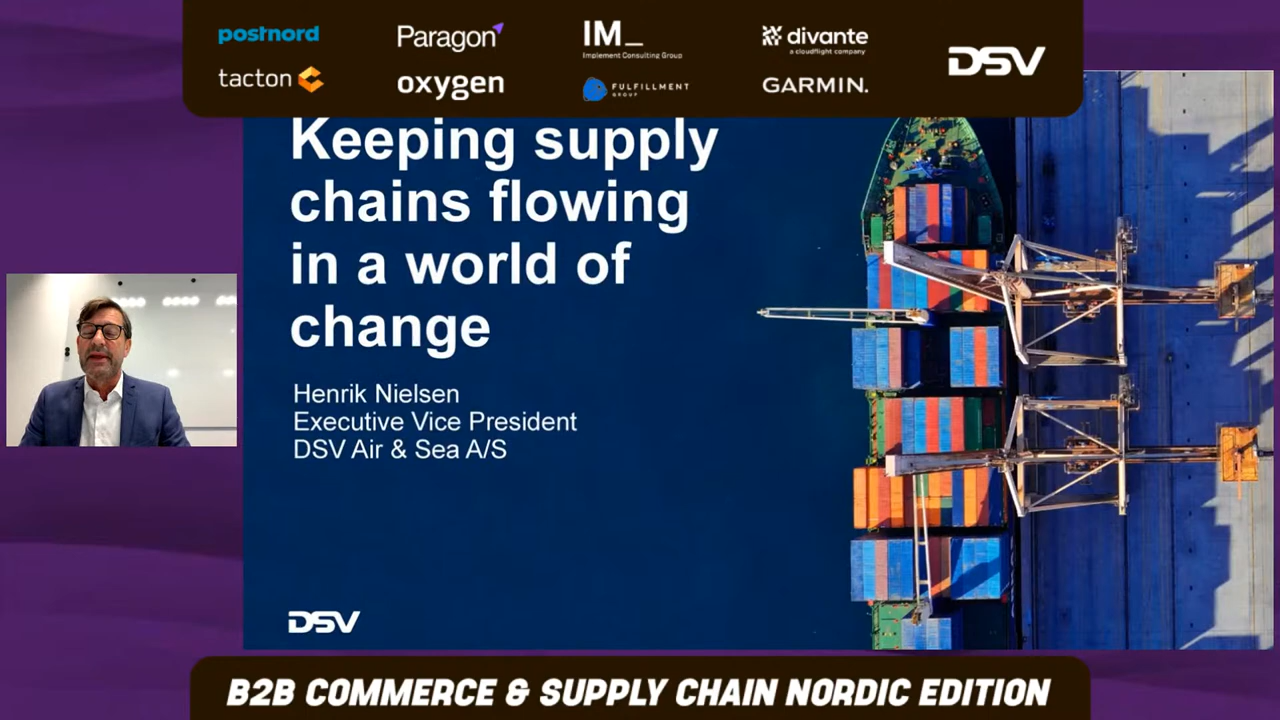 postnord
Paragon
IM_
Implement Consulting Group
divante
a cloudflight company
DSV
tacton
oxygen
FULFILLMENT
GROUP
GARMIN.
Keeping supply
chains flowing
in a world of
change
Henrik Nielsen
Executive Vice President
DSV Air & Sea A/S
DSV
B2B COMMERCE & SUPPLY CHAIN NORDIC EDITION